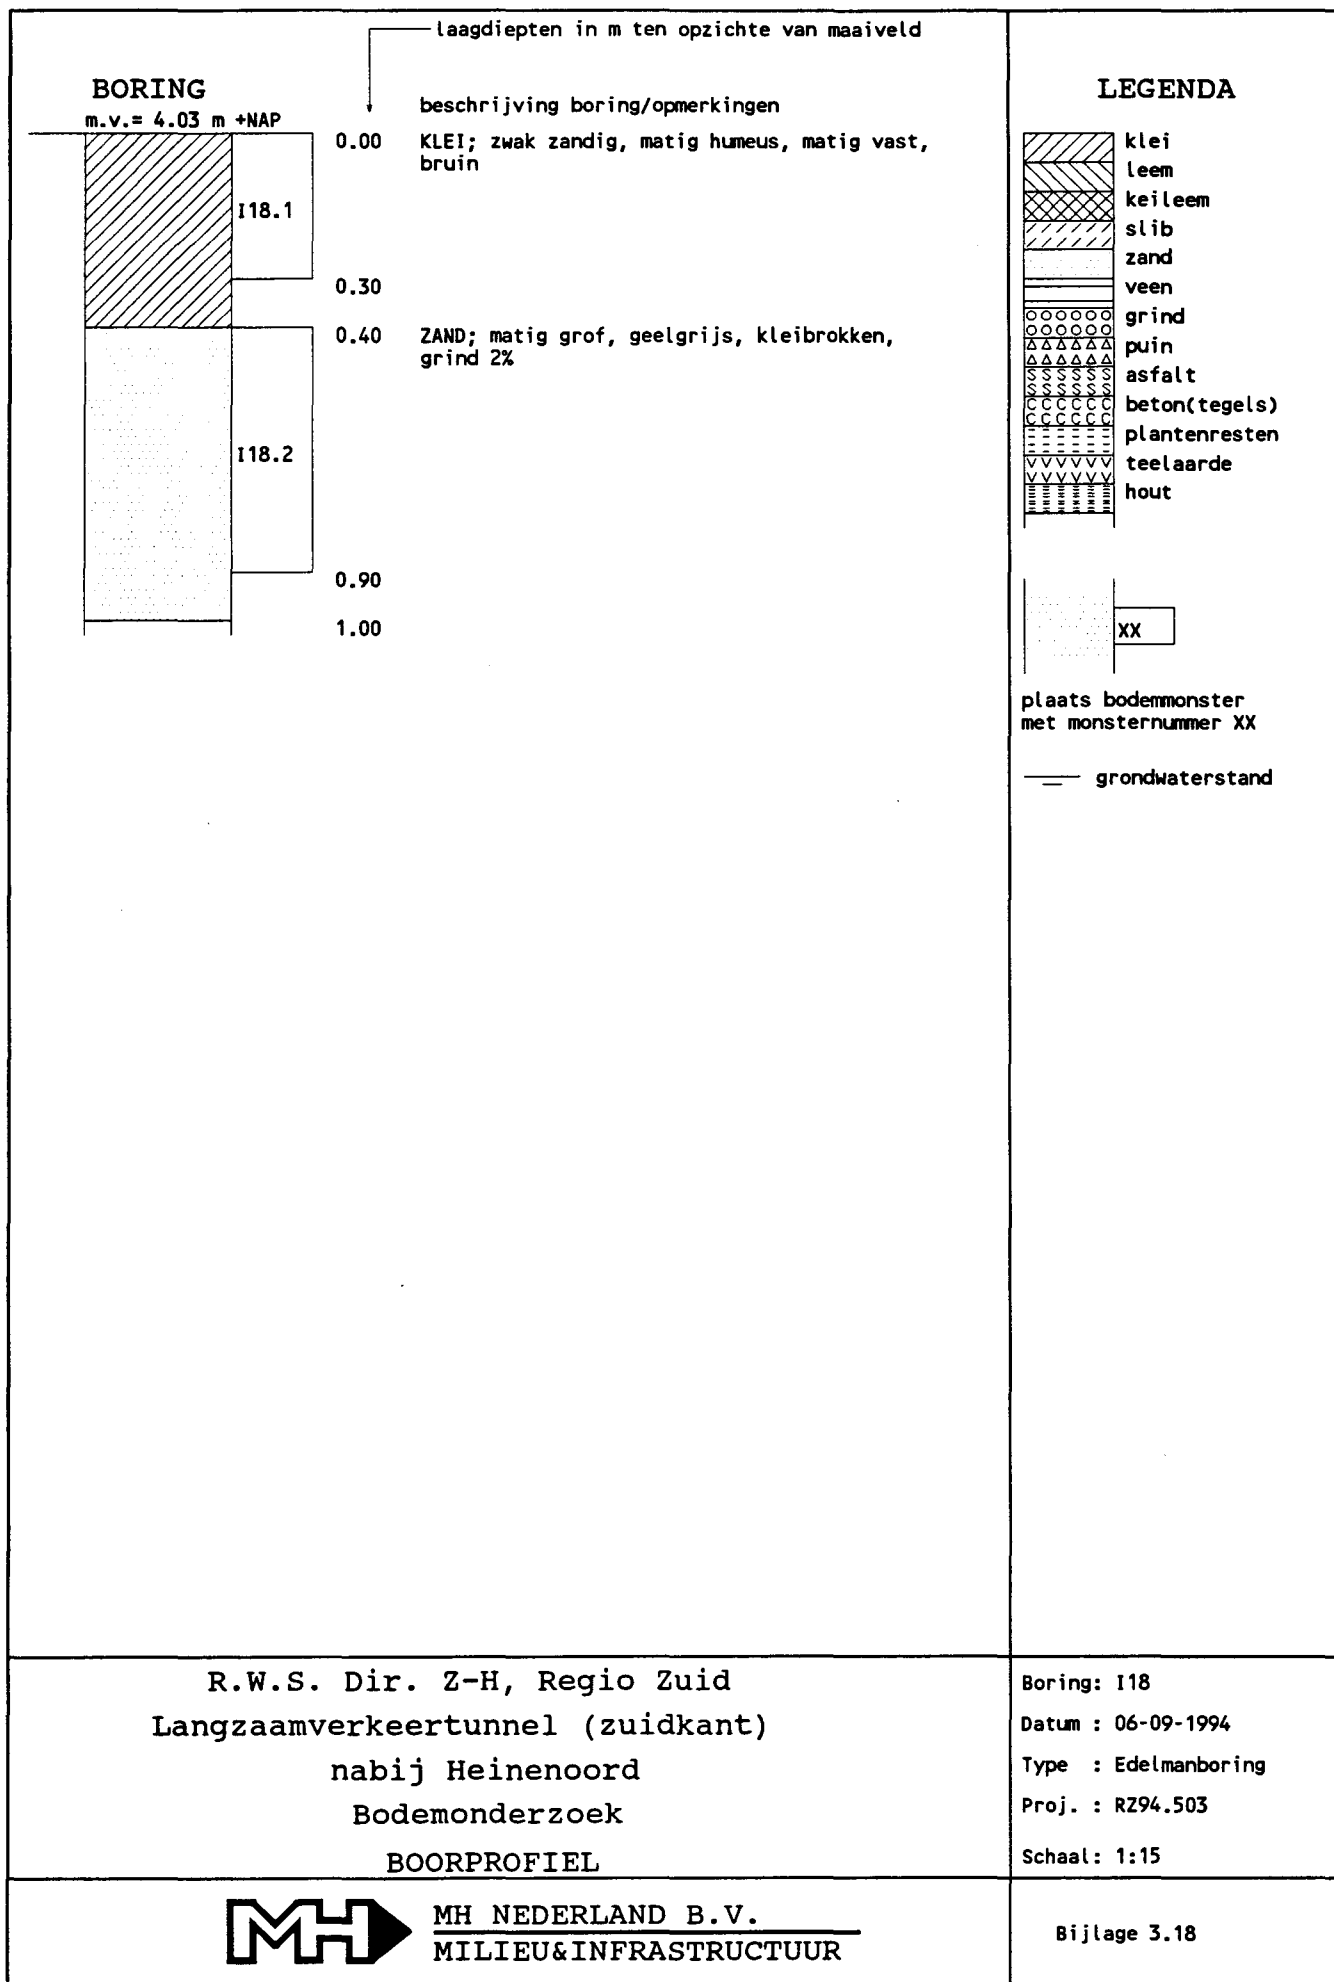 laagdiepten in m ten opzichte van maaiveld
BORING
m.v.= 4.03 m +NAP
beschrijving boring/opmerkingen
0.00 KLEI; zwak zandig, matig humeus, matig vast,
bruin
I18.1
0.30
0.40 ZAND; matig grof, geelgrijs, kleibrokken,
grind 2%
I18.2
0.90
1.00
LEGENDA
klei
leem
keileem
slib
zand
veen
grind
puin
asfalt
beton(tegels)
plantenresten
teelaarde
hout
XX
plaats bodemmonster
met monsternummer XX
grondwaterstand
R.W.S. Dir. Z-H, Regio Zuid
Langzaamverkeertunnel (zuidkant)
nabij Heinenoord
Bodemonderzoek
BOORPROFIEL
Boring: I18
Datum : 06-09-1994
Type : Edelmanboring
Proj. : RZ94.503
Schaal: 1:15
MH
MH NEDERLAND B.V.
MILIEU&INFRASTRUCTUUR
Bijlage 3.18